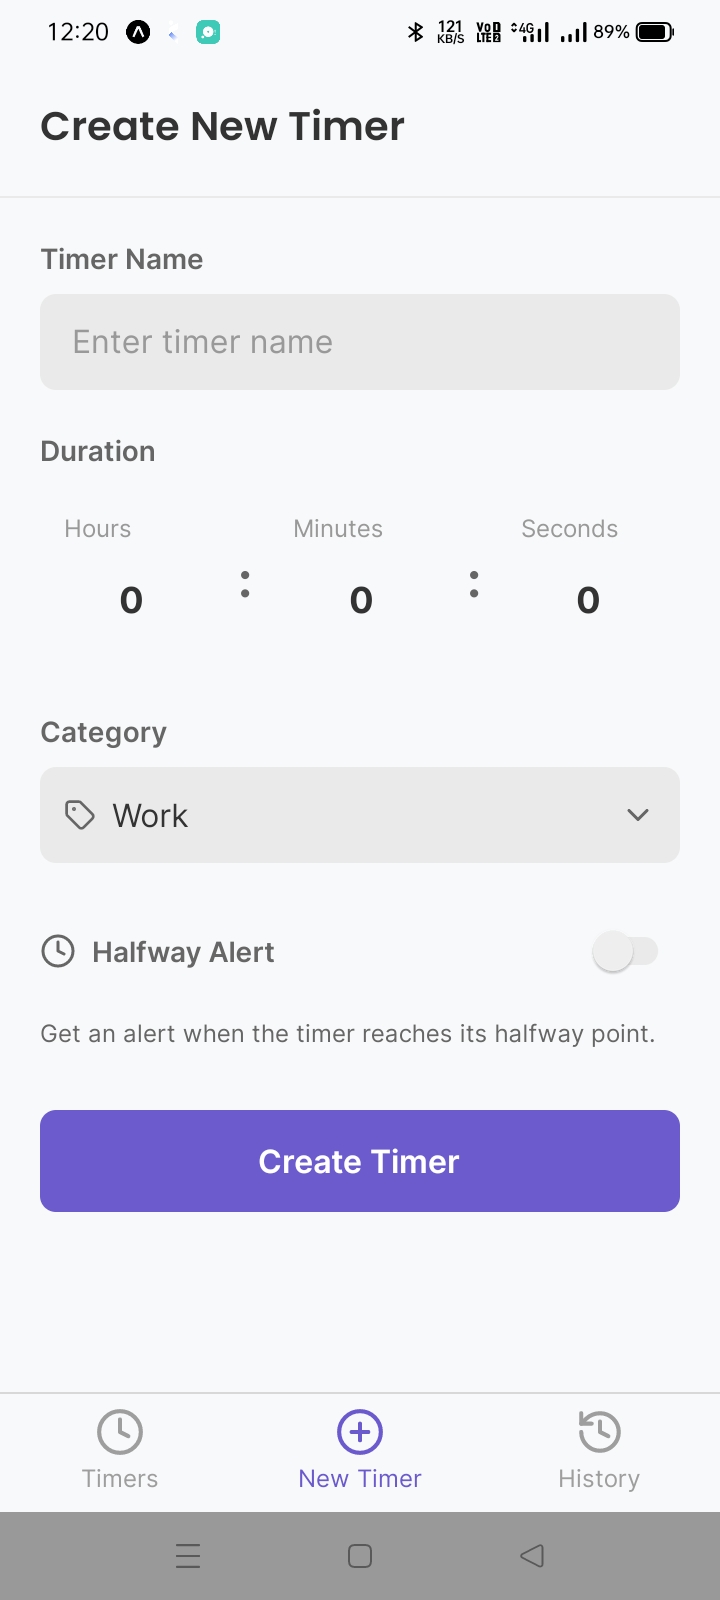 12:20 121 KB/S VoD LTE2 4G 89%
Create New Timer
Timer Name
Enter timer name
Duration
Hours Minutes Seconds
0 : 0 : 0
Category
Work
Halfway Alert
Get an alert when the timer reaches its halfway point.
Create Timer
Timers New Timer History